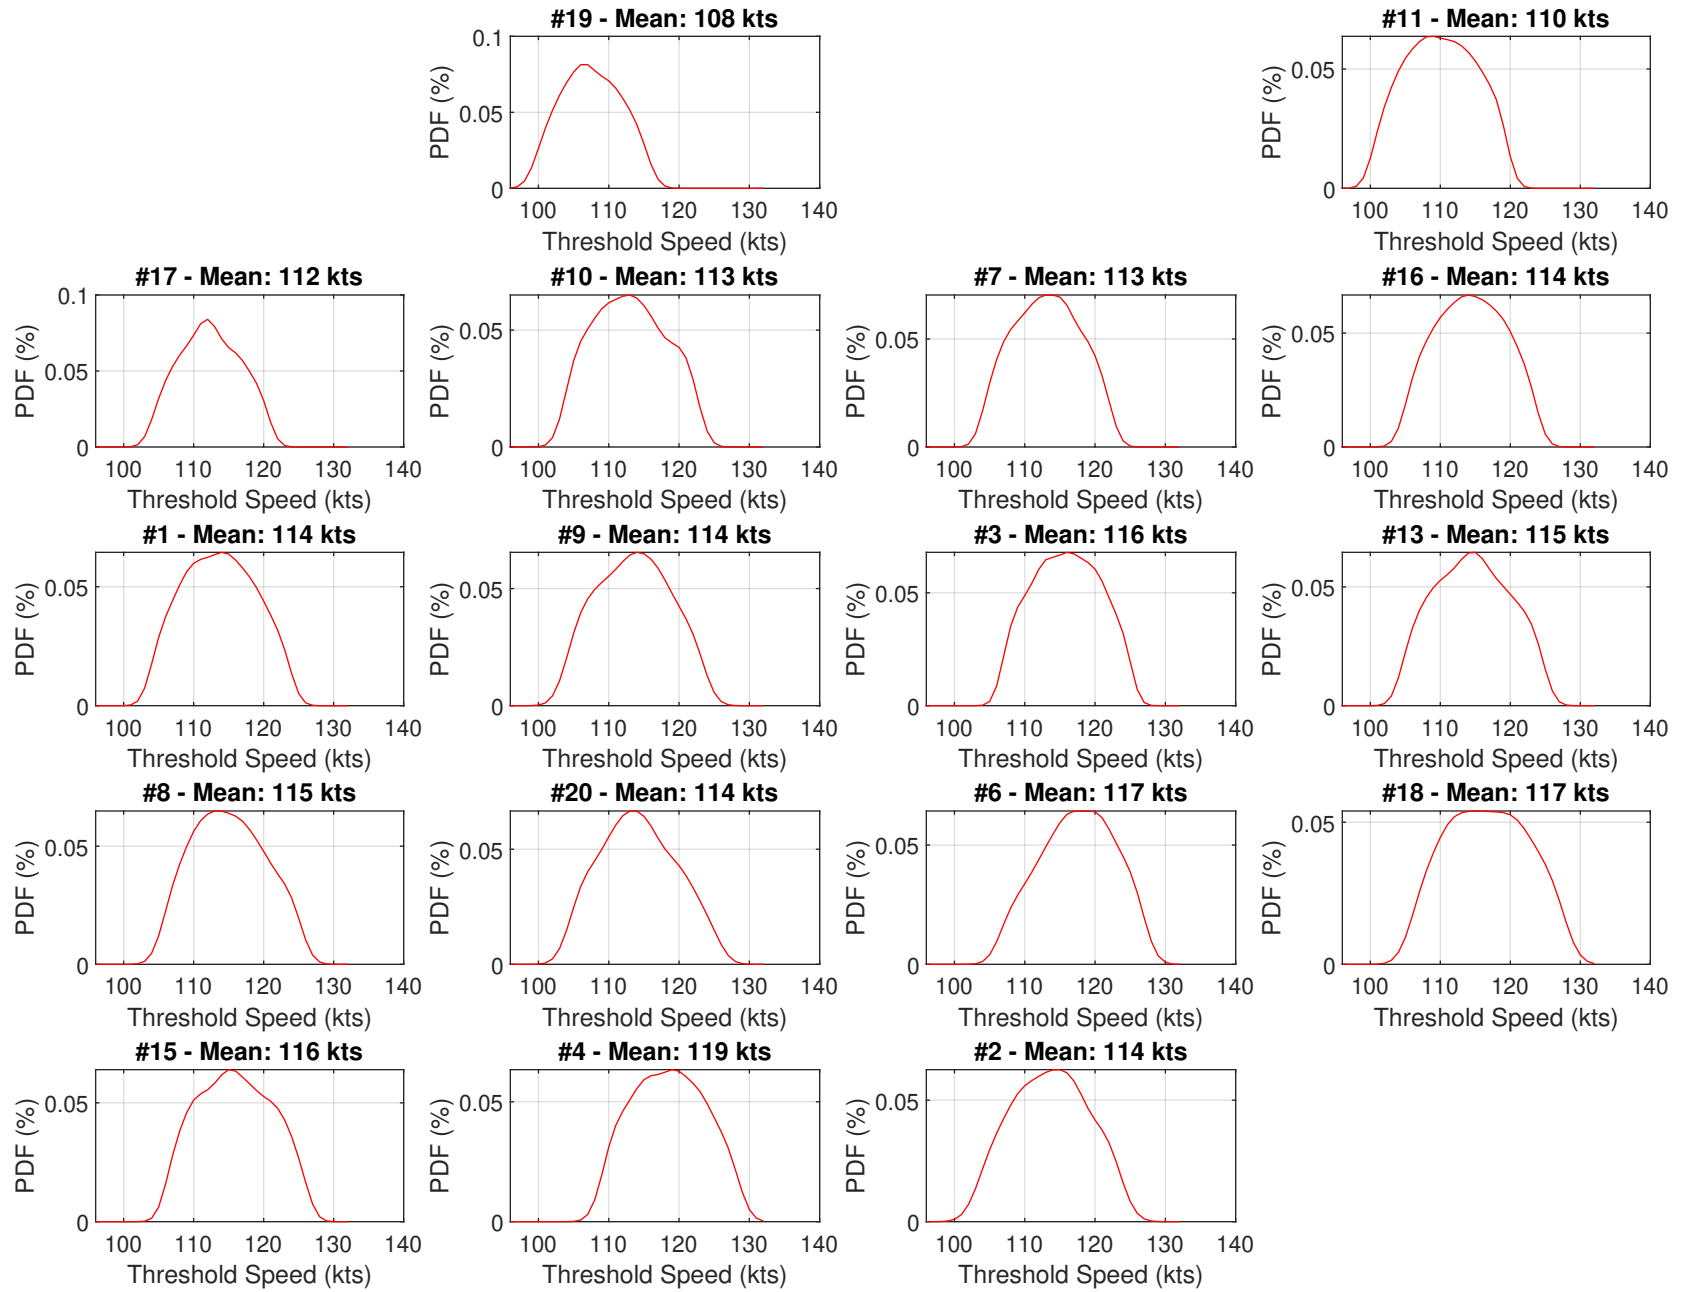 #19 - Mean: 108 kts
PDF (%)
0.1
0.05
0
100 110 120 130 140
Threshold Speed (kts)
#11 - Mean: 110 kts
PDF (%)
0.05
0
100 110 120 130 140
Threshold Speed (kts)
#17 - Mean: 112 kts
PDF (%)
0.1
0.05
0
100 110 120 130 140
Threshold Speed (kts)
#10 - Mean: 113 kts
PDF (%)
0.05
0
100 110 120 130 140
Threshold Speed (kts)
#7 - Mean: 113 kts
PDF (%)
0.05
0
100 110 120 130 140
Threshold Speed (kts)
#16 - Mean: 114 kts
PDF (%)
0.05
0
100 110 120 130 140
Threshold Speed (kts)
#1 - Mean: 114 kts
PDF (%)
0.05
0
100 110 120 130 140
Threshold Speed (kts)
#9 - Mean: 114 kts
PDF (%)
0.05
0
100 110 120 130 140
Threshold Speed (kts)
#3 - Mean: 116 kts
PDF (%)
0.05
0
100 110 120 130 140
Threshold Speed (kts)
#13 - Mean: 115 kts
PDF (%)
0.05
0
100 110 120 130 140
Threshold Speed (kts)
#8 - Mean: 115 kts
PDF (%)
0.05
0
100 110 120 130 140
Threshold Speed (kts)
#20 - Mean: 114 kts
PDF (%)
0.05
0
100 110 120 130 140
Threshold Speed (kts)
#6 - Mean: 117 kts
PDF (%)
0.05
0
100 110 120 130 140
Threshold Speed (kts)
#18 - Mean: 117 kts
PDF (%)
0.05
0
100 110 120 130 140
Threshold Speed (kts)
#15 - Mean: 116 kts
PDF (%)
0.05
0
100 110 120 130 140
Threshold Speed (kts)
#4 - Mean: 119 kts
PDF (%)
0.05
0
100 110 120 130 140
Threshold Speed (kts)
#2 - Mean: 114 kts
PDF (%)
0.05
0
100 110 120 130 140
Threshold Speed (kts)